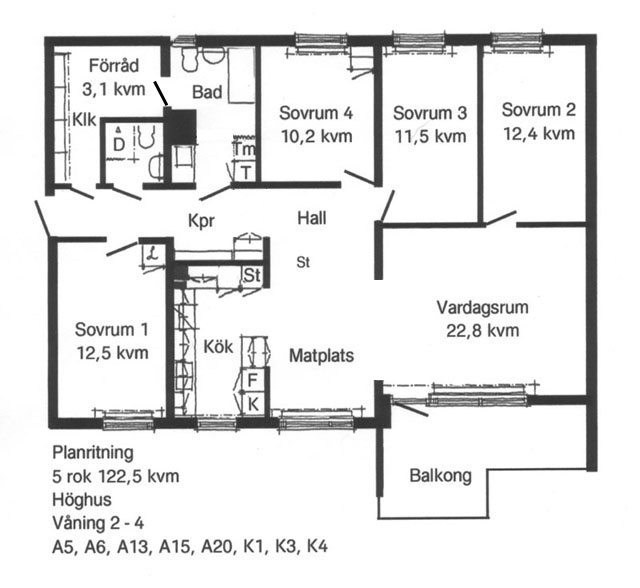 Förråd
3,1 kvm
Klk
D
Bad
Tm
T
Sovrum 4
10,2 kvm
Sovrum 3
11,5 kvm
Sovrum 2
12,4 kvm
Kpr
Hall
St
L
St
Sovrum 1
12,5 kvm
Kök
F
K
Matplats
Vardagsrum
22,8 kvm
Balkong
Planritning
5 rok 122,5 kvm
Höghus
Våning 2 - 4
A5, A6, A13, A15, A20, K1, K3, K4